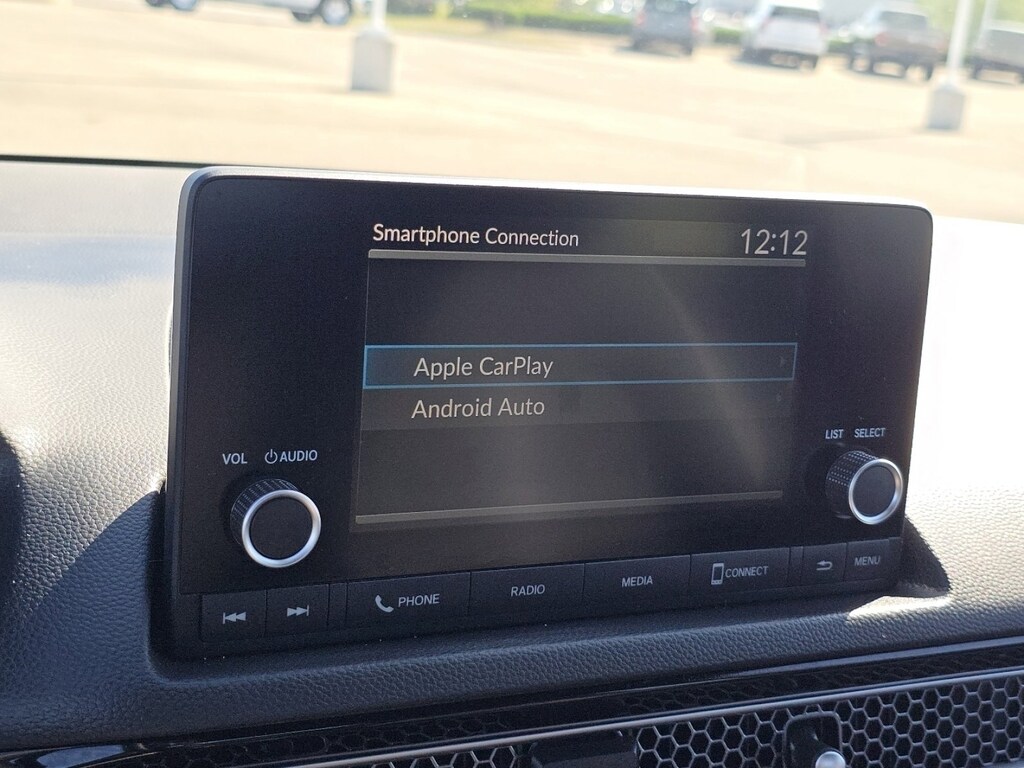 Smartphone Connection 12:12
Apple CarPlay
Android Auto
VOL AUDIO
LIST SELECT
PHONE
RADIO
MEDIA
CONNECT
MENU